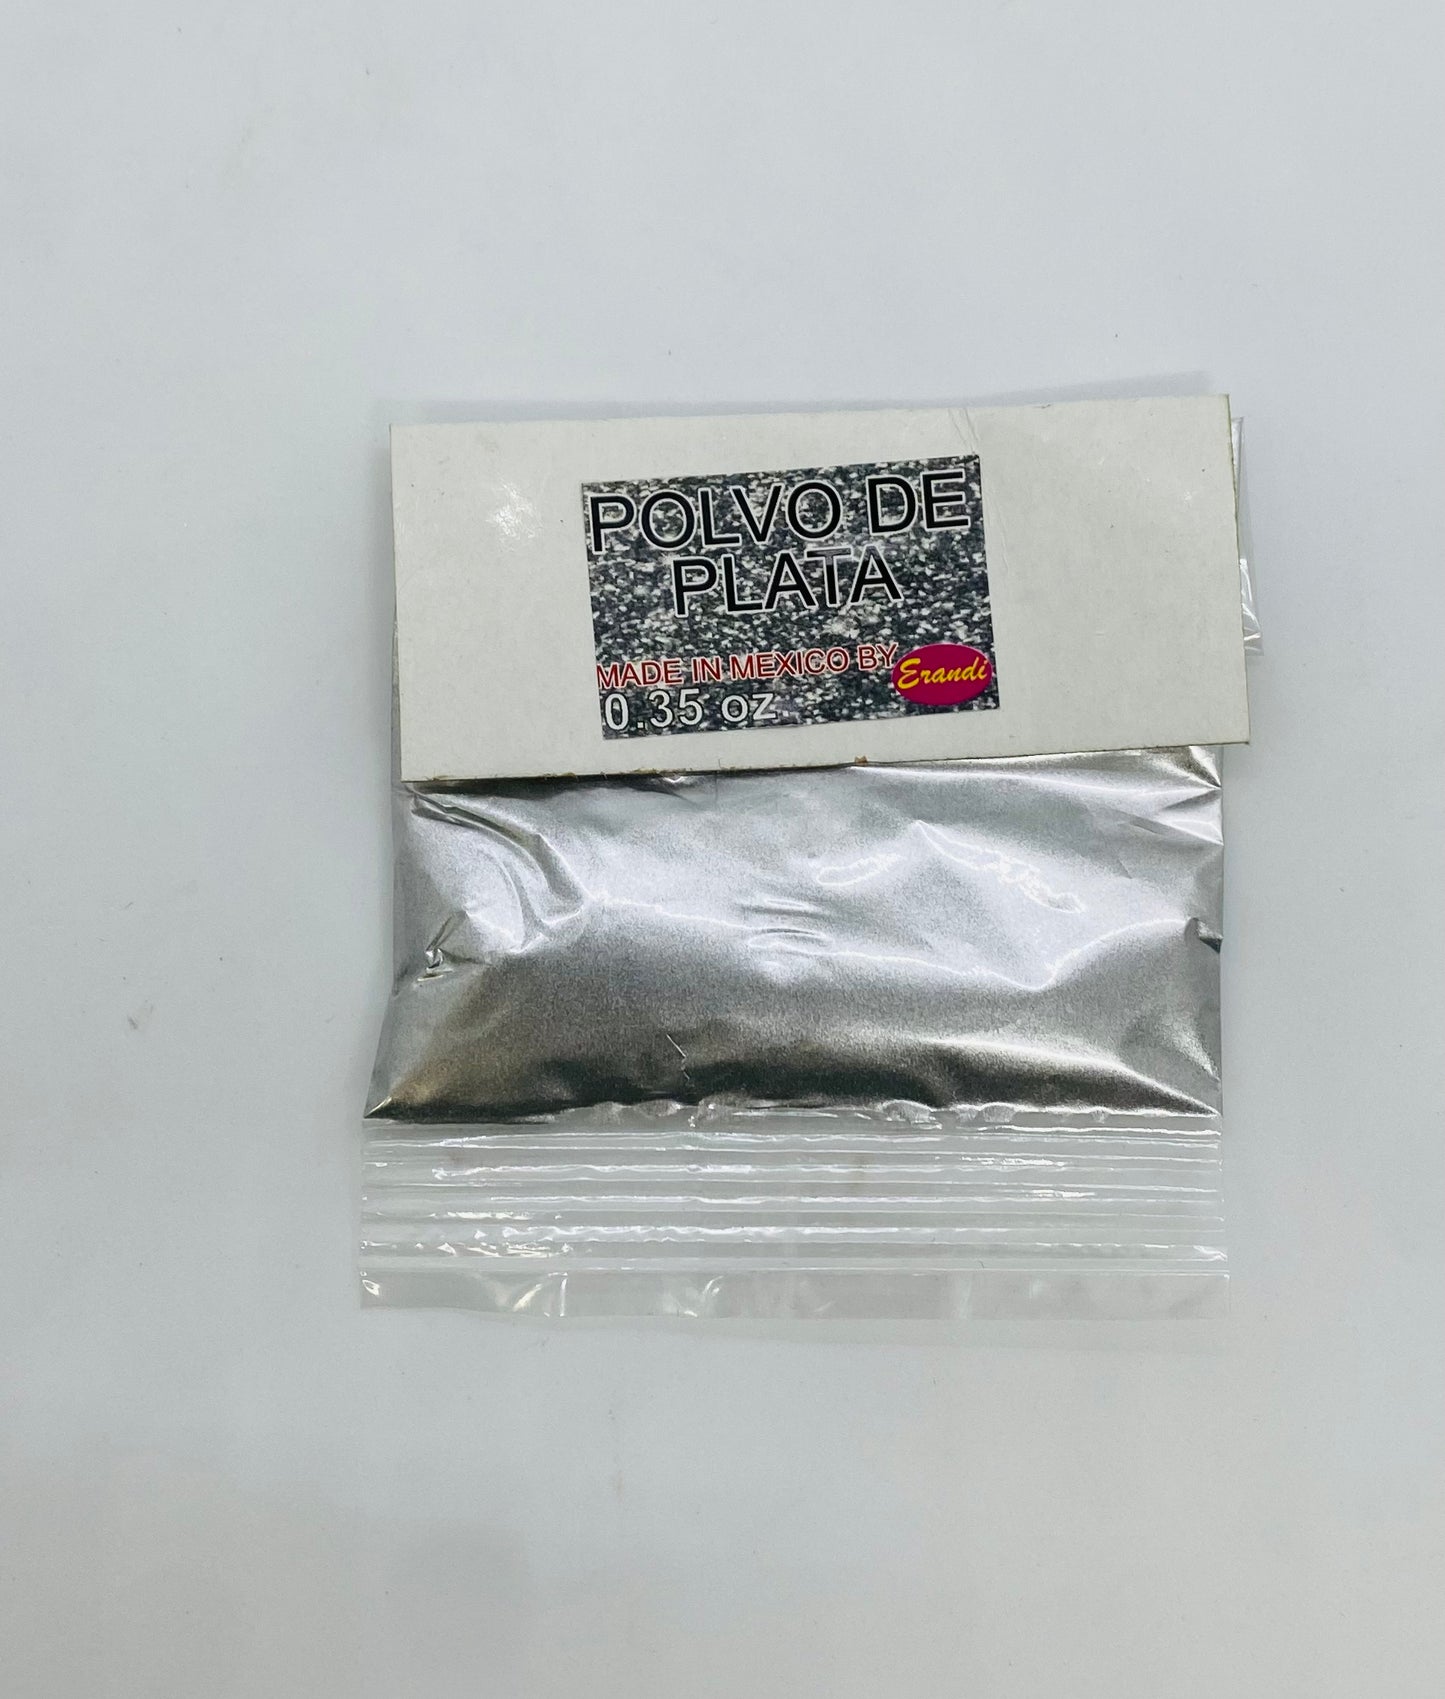 POLVO DE
PLATA
MADE IN MEXICO BY Erandi
0.35 oz